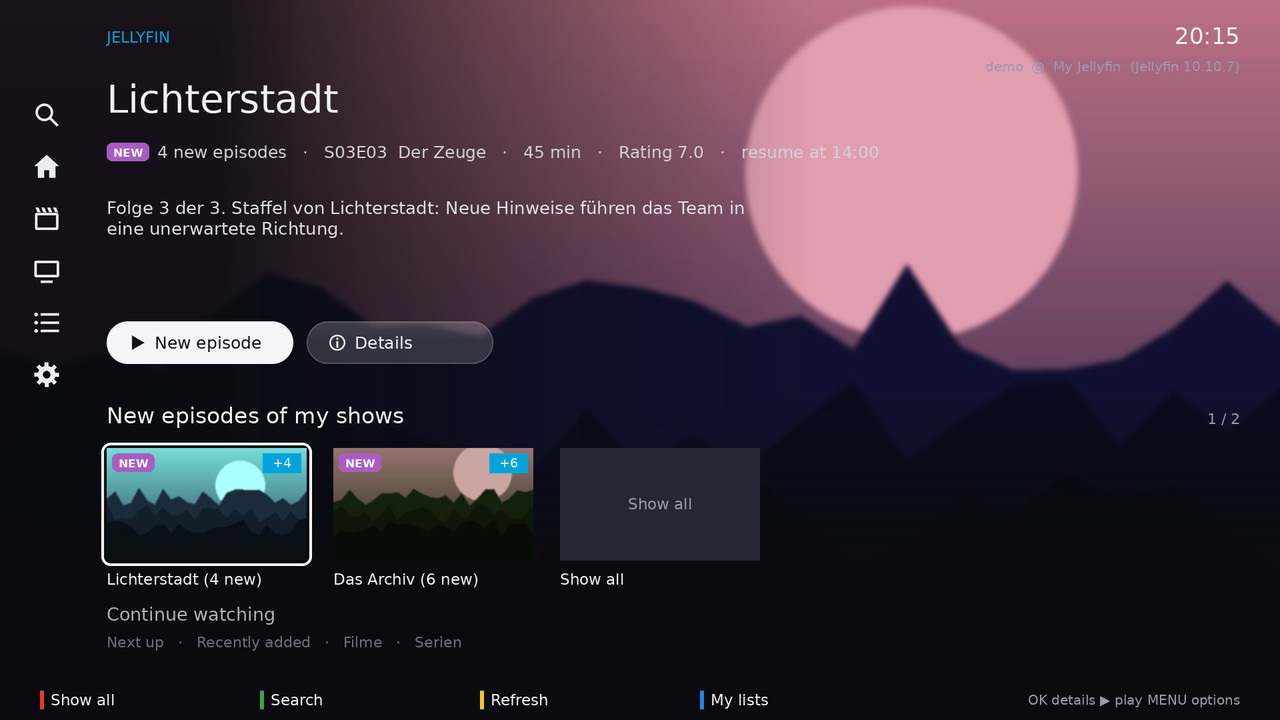 JELLYFIN
20:15
demo @ My Jellyfin (Jellyfin 10.10.7)
Lichterstadt
NEW 4 new episodes · S03E03 Der Zeuge · 45 min · Rating 7.0 · resume at 14:00
Folge 3 der 3. Staffel von Lichterstadt: Neue Hinweise führen das Team in
eine unerwartete Richtung.
New episode
Details
New episodes of my shows
1 / 2
NEW +4
NEW +6
Show all
Lichterstadt (4 new)
Das Archiv (6 new)
Show all
Continue watching
Next up · Recently added · Filme · Serien
Show all
Search
Refresh
My lists
OK details ▶ play MENU options